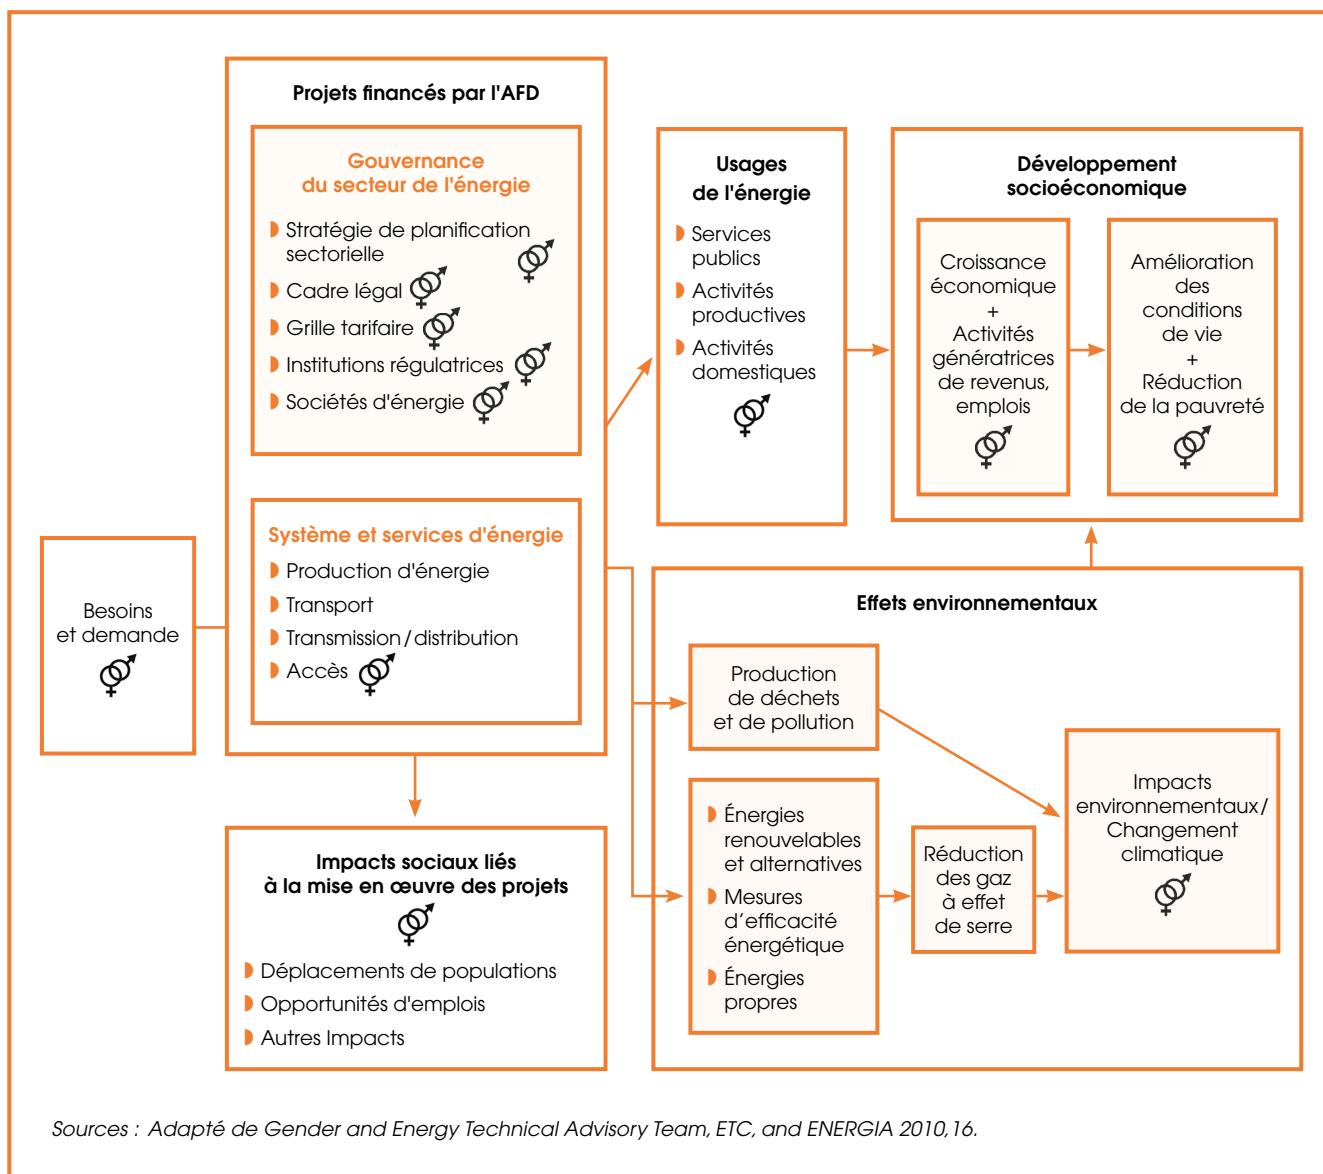 Projets financés par l'AFD
Gouvernance
du secteur de l'énergie
Stratégie de planification
sectorielle
Cadre légal
Grille tarifaire
Institutions régulatrices
Sociétés d'énergie
Système et services d'énergie
Production d'énergie
Transport
Transmission / distribution
Accès
Besoins
et demande
Impacts sociaux liés
à la mise en œuvre des projets
Déplacements de populations
Opportunités d'emplois
Autres Impacts
Usages
de l'énergie
Services
publics
Activités
productives
Activités
domestiques
Développement
socioéconomique
Croissance
économique
+
Activités
génératrices
de revenus,
emplois
Amélioration
des
conditions
de vie
+
Réduction
de la pauvreté
Effets environnementaux
Production
de déchets
et de pollution
Énergies
renouvelables
et alternatives
Mesures
d’efficacité
énergétique
Énergies
propres
Réduction
des gaz
à effet
de serre
Impacts
environnementaux/
Changement
climatique
Sources : Adapté de Gender and Energy Technical Advisory Team, ETC, and ENERGIA 2010,16.